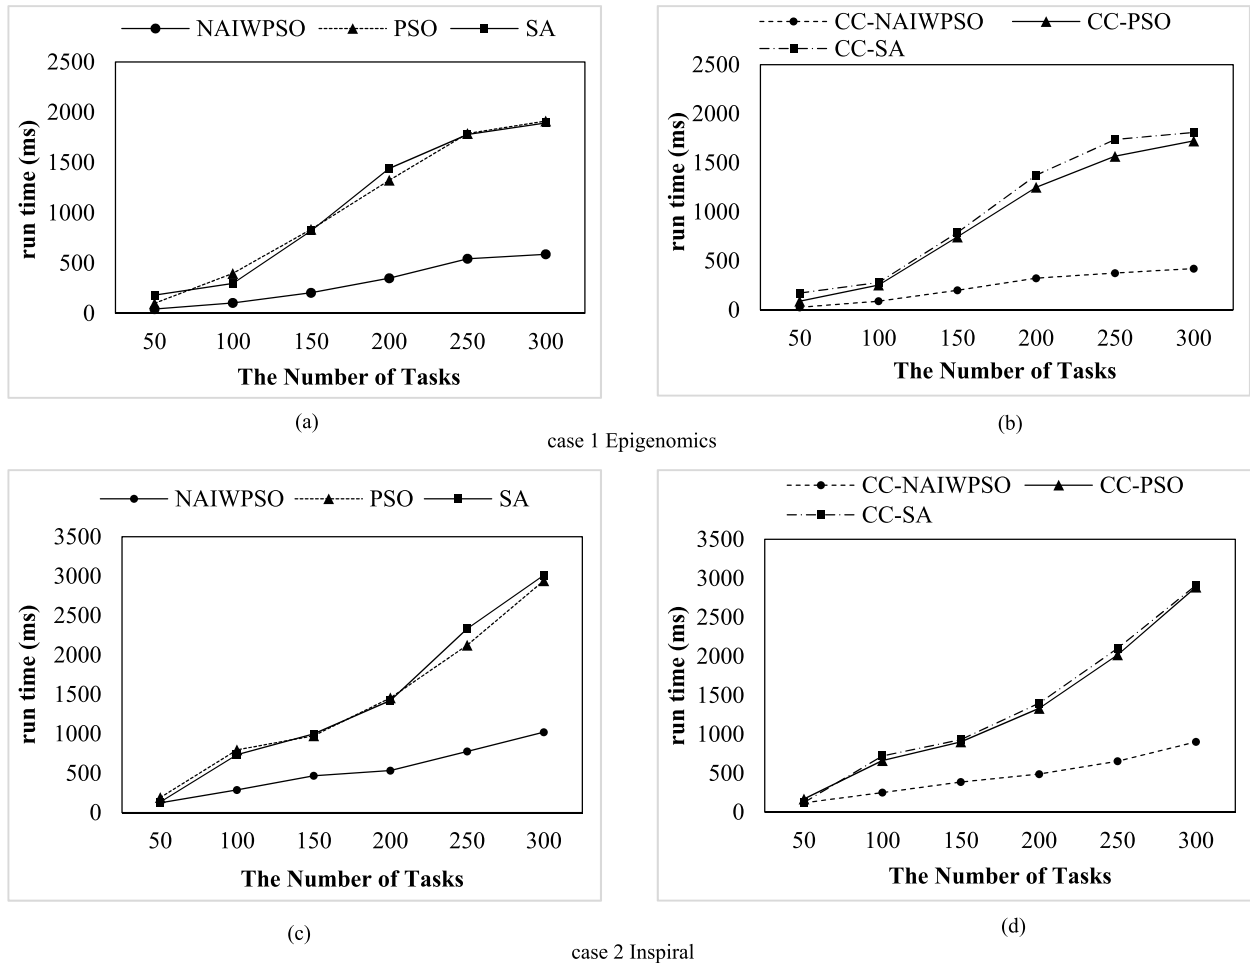 NAIWPSO PSO SA
2500
2000
1500
1000
500
0
run time (ms)
50 100 150 200 250 300
The Number of Tasks
(a)
CC-NAIWPSO CC-PSO
CC-SA
2500
2000
1500
1000
500
0
run time (ms)
50 100 150 200 250 300
The Number of Tasks
(b)
case 1 Epigenomics
NAIWPSO PSO SA
3500
3000
2500
2000
1500
1000
500
0
run time (ms)
50 100 150 200 250 300
The Number of Tasks
(c)
CC-NAIWPSO CC-PSO
CC-SA
3500
3000
2500
2000
1500
1000
500
0
run time (ms)
50 100 150 200 250 300
The Number of Tasks
(d)
case 2 Inspiral